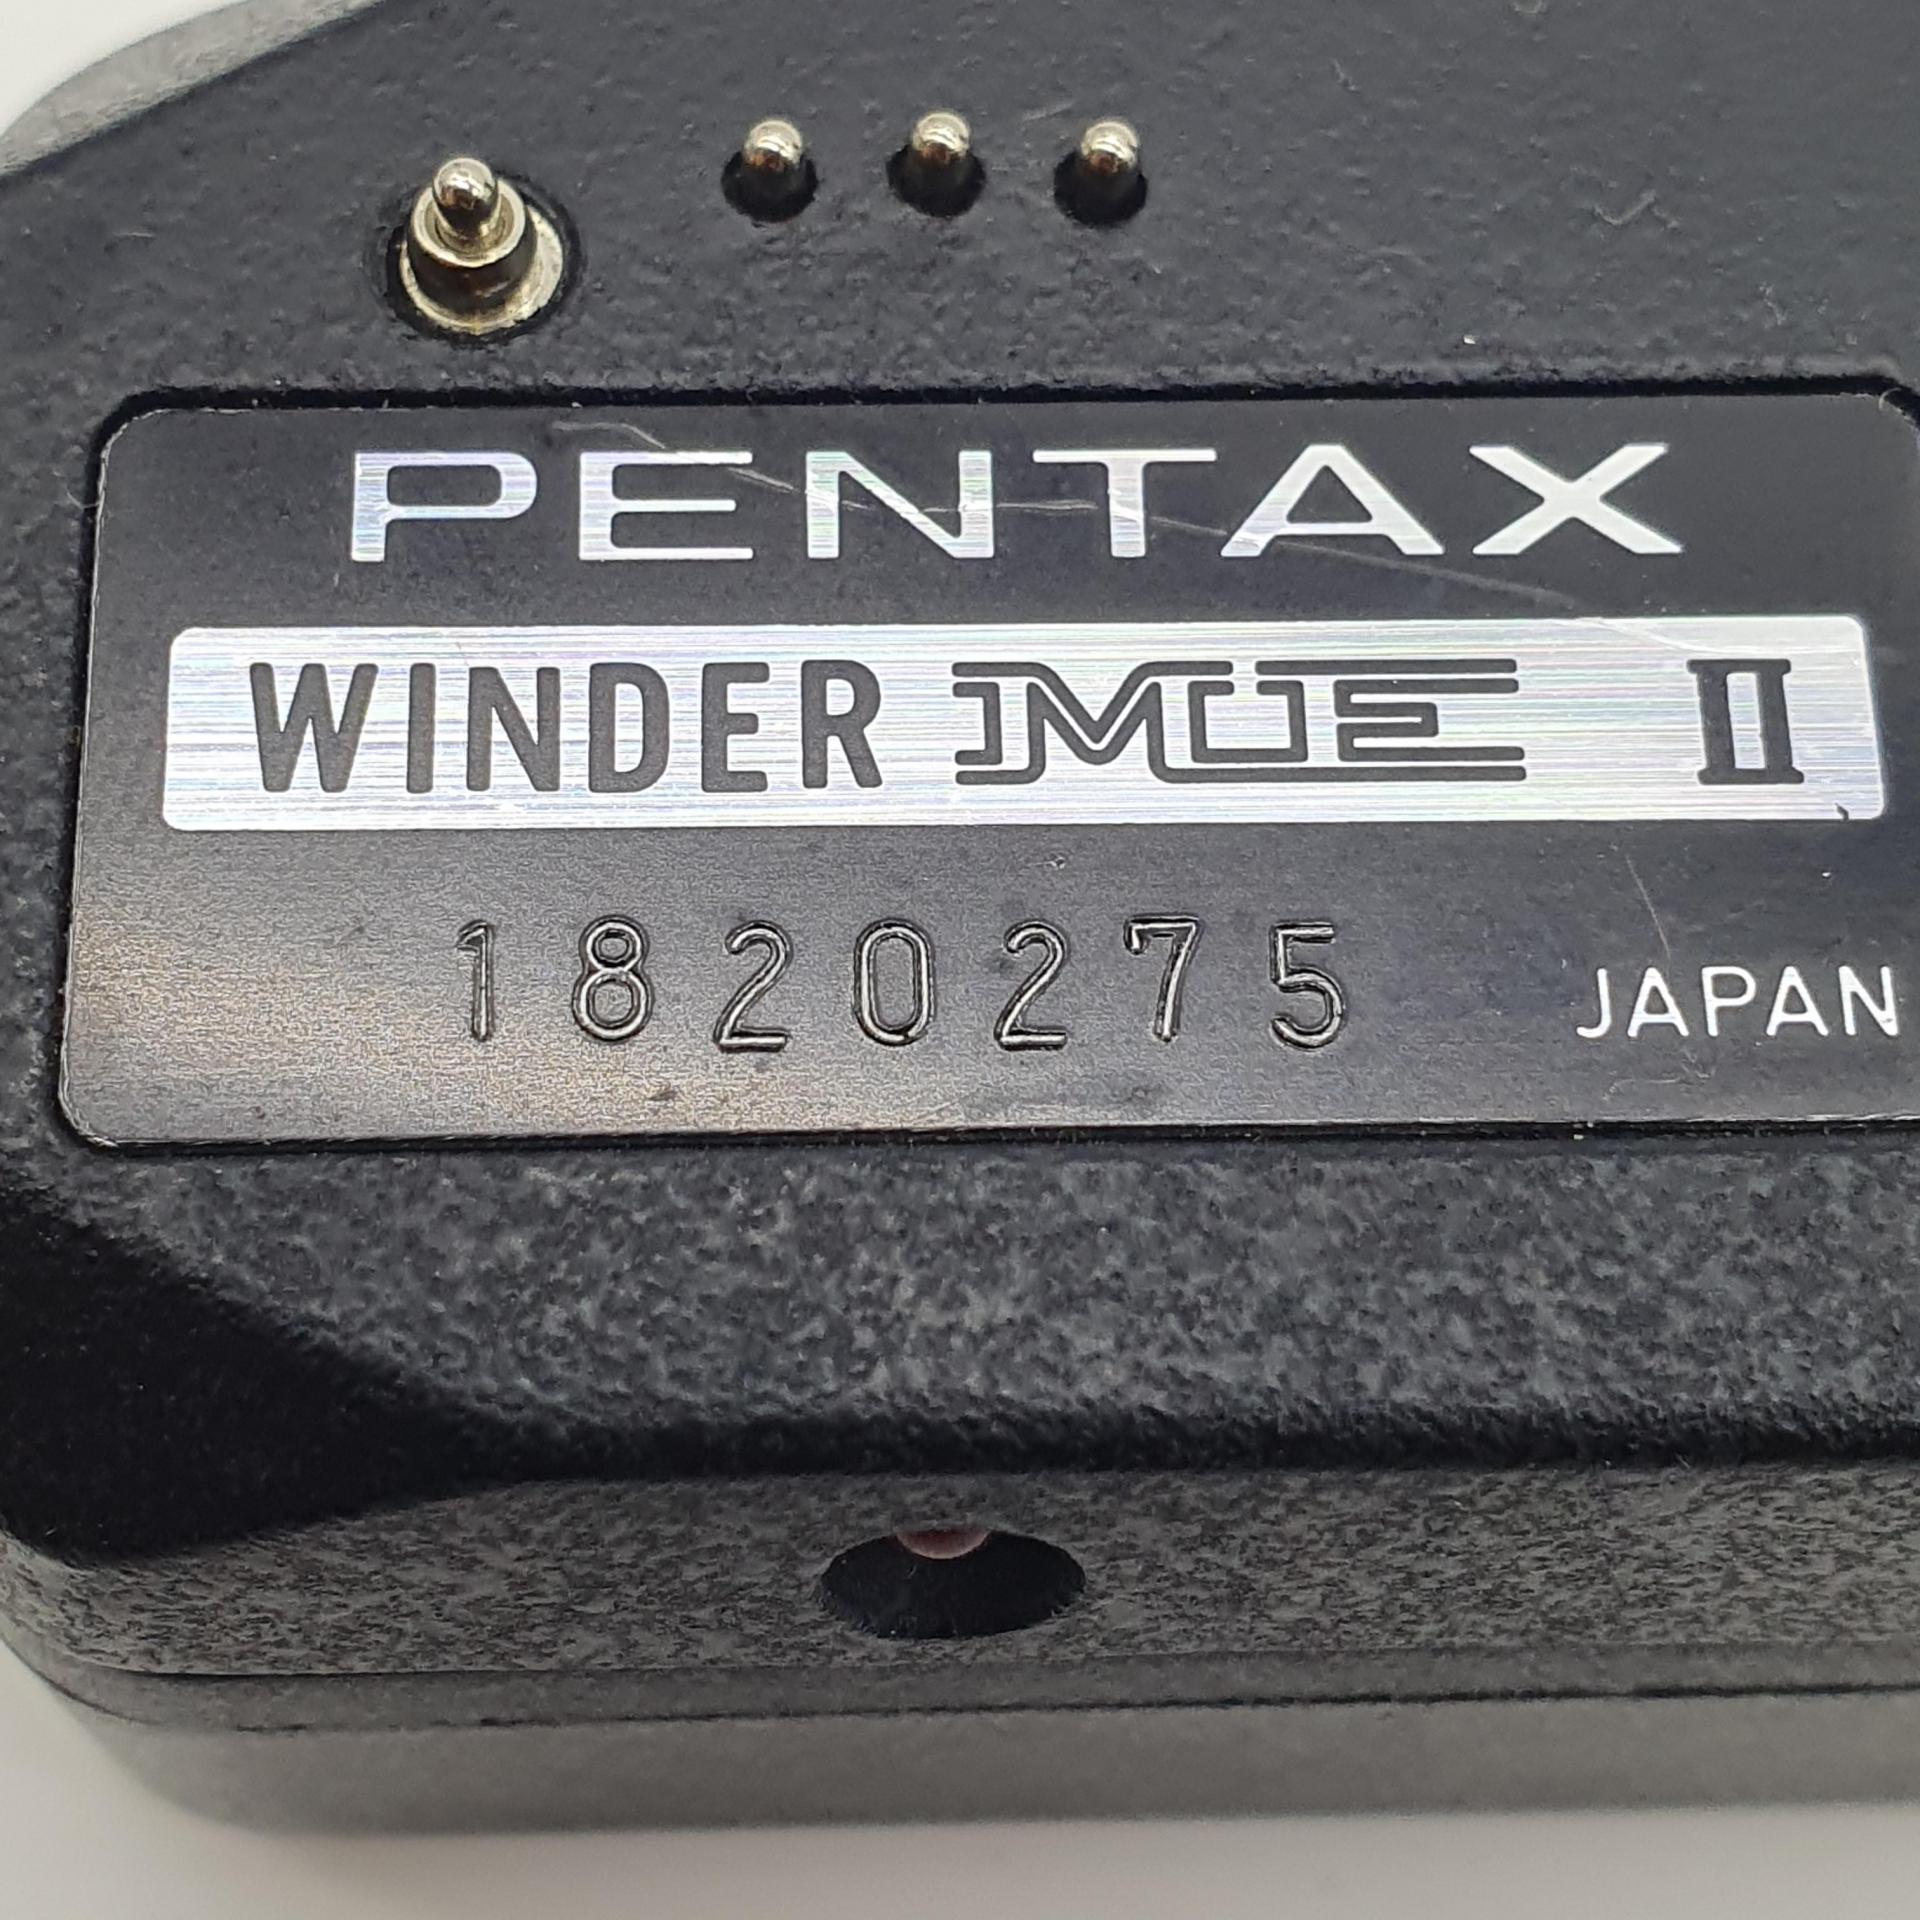 PENTAX
WINDER ME II
1820275
JAPAN